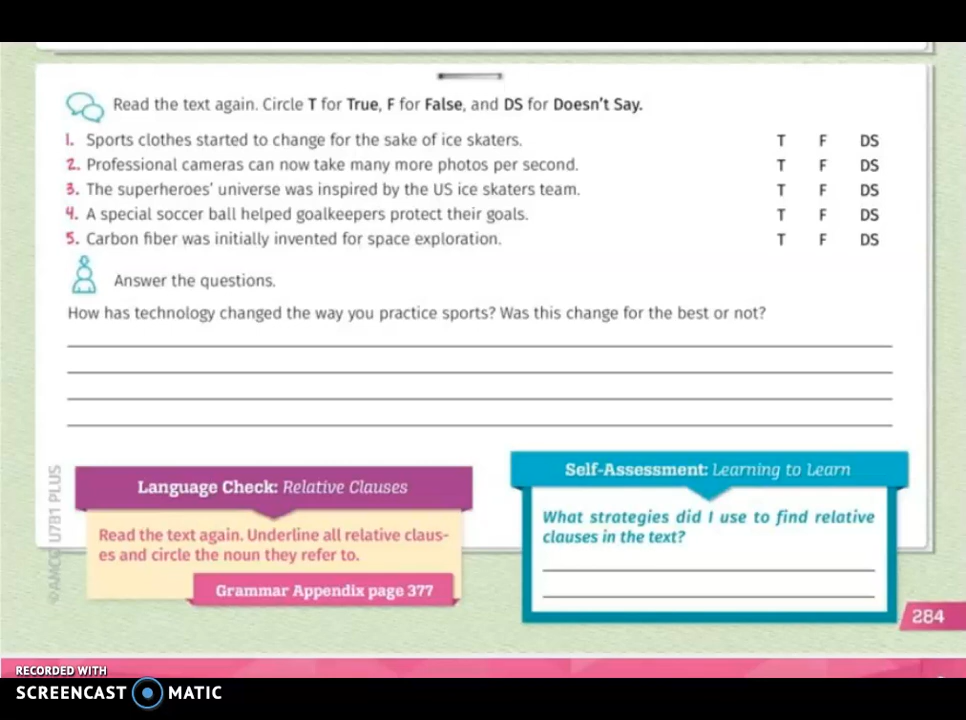 Read the text again. Circle T for True, F for False, and DS for Doesn't Say.
1. Sports clothes started to change for the sake of ice skaters. T F DS
2. Professional cameras can now take many more photos per second. T F DS
3. The superheroes' universe was inspired by the US ice skaters team. T F DS
4. A special soccer ball helped goalkeepers protect their goals. T F DS
5. Carbon fiber was initially invented for space exploration. T F DS
Answer the questions.
How has technology changed the way you practice sports? Was this change for the best or not?
©AMCO U7B1 PLUS
Language Check: Relative Clauses
Read the text again. Underline all relative claus-
es and circle the noun they refer to.
Grammar Appendix page 377
Self-Assessment: Learning to Learn
What strategies did I use to find relative
clauses in the text?
284
RECORDED WITH
SCREENCAST MATIC